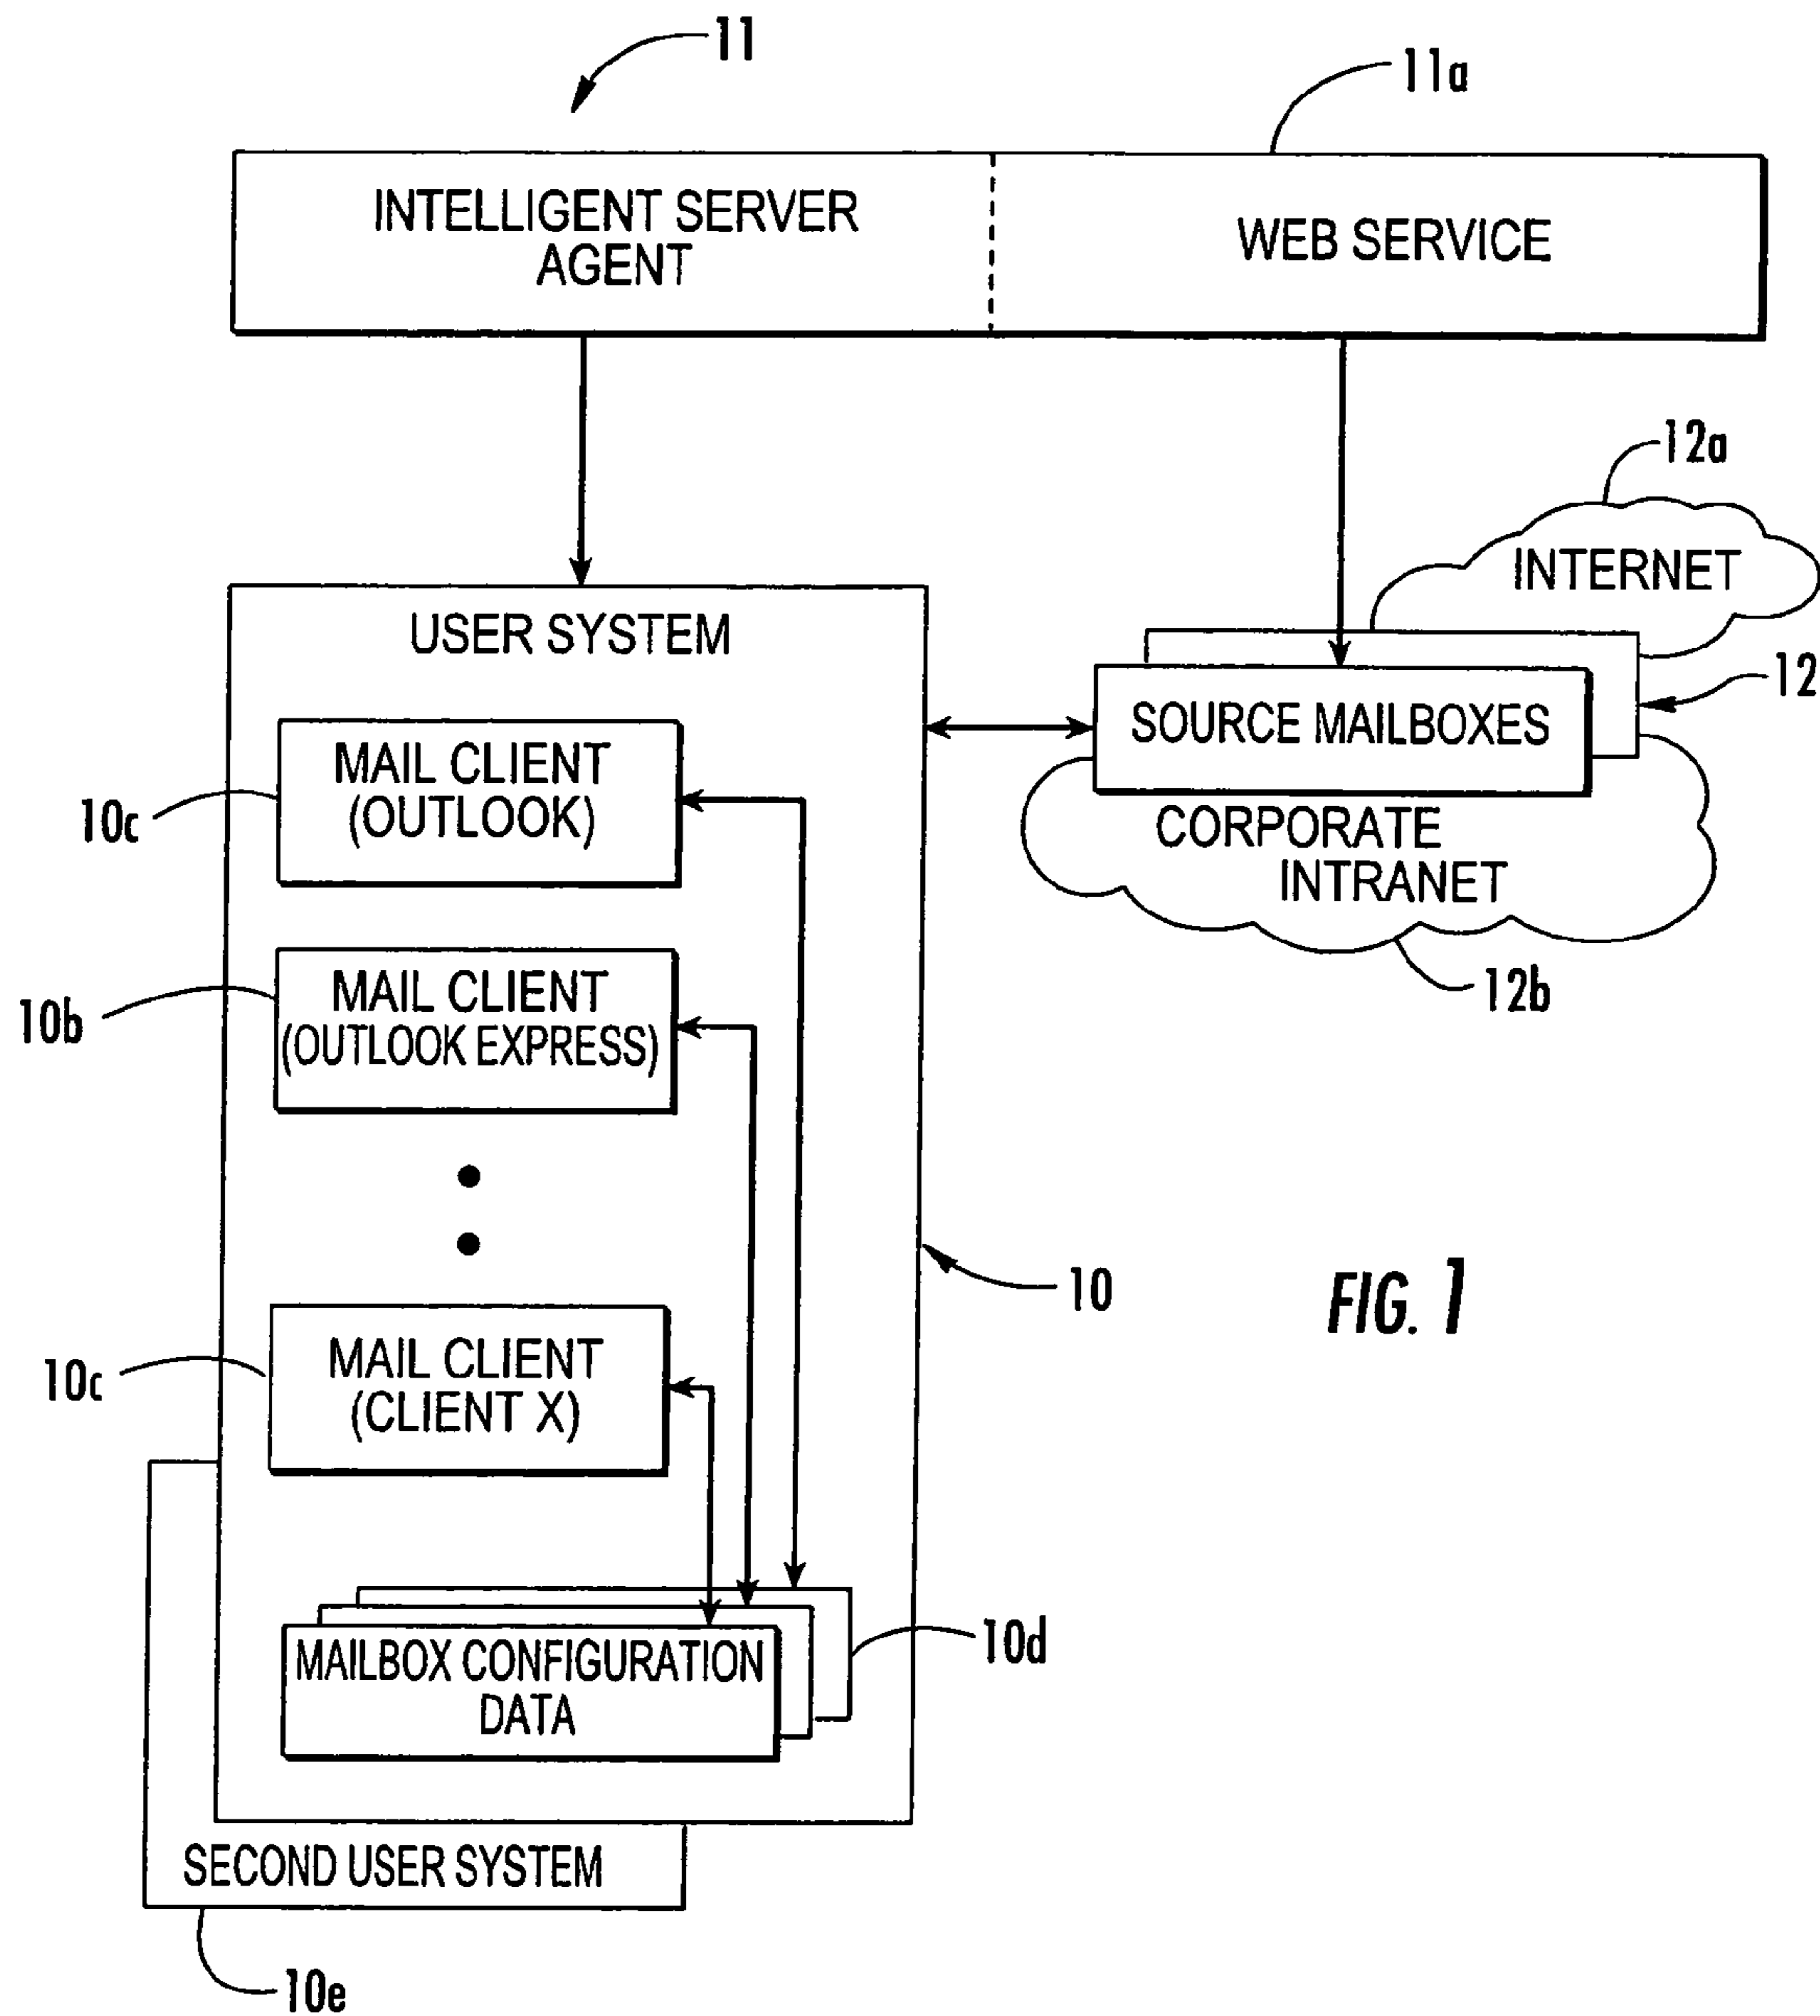 11
11a
INTELLIGENT SERVER
AGENT
WEB SERVICE
12a
INTERNET
USER SYSTEM
12
SOURCE MAILBOXES
MAIL CLIENT
(OUTLOOK)
10c
CORPORATE
INTRANET
MAIL CLIENT
(OUTLOOK EXPRESS)
10b
12b
10
FIG. 1
MAIL CLIENT
(CLIENT X)
10c
10d
MAILBOX CONFIGURATION
DATA
SECOND USER SYSTEM
10e